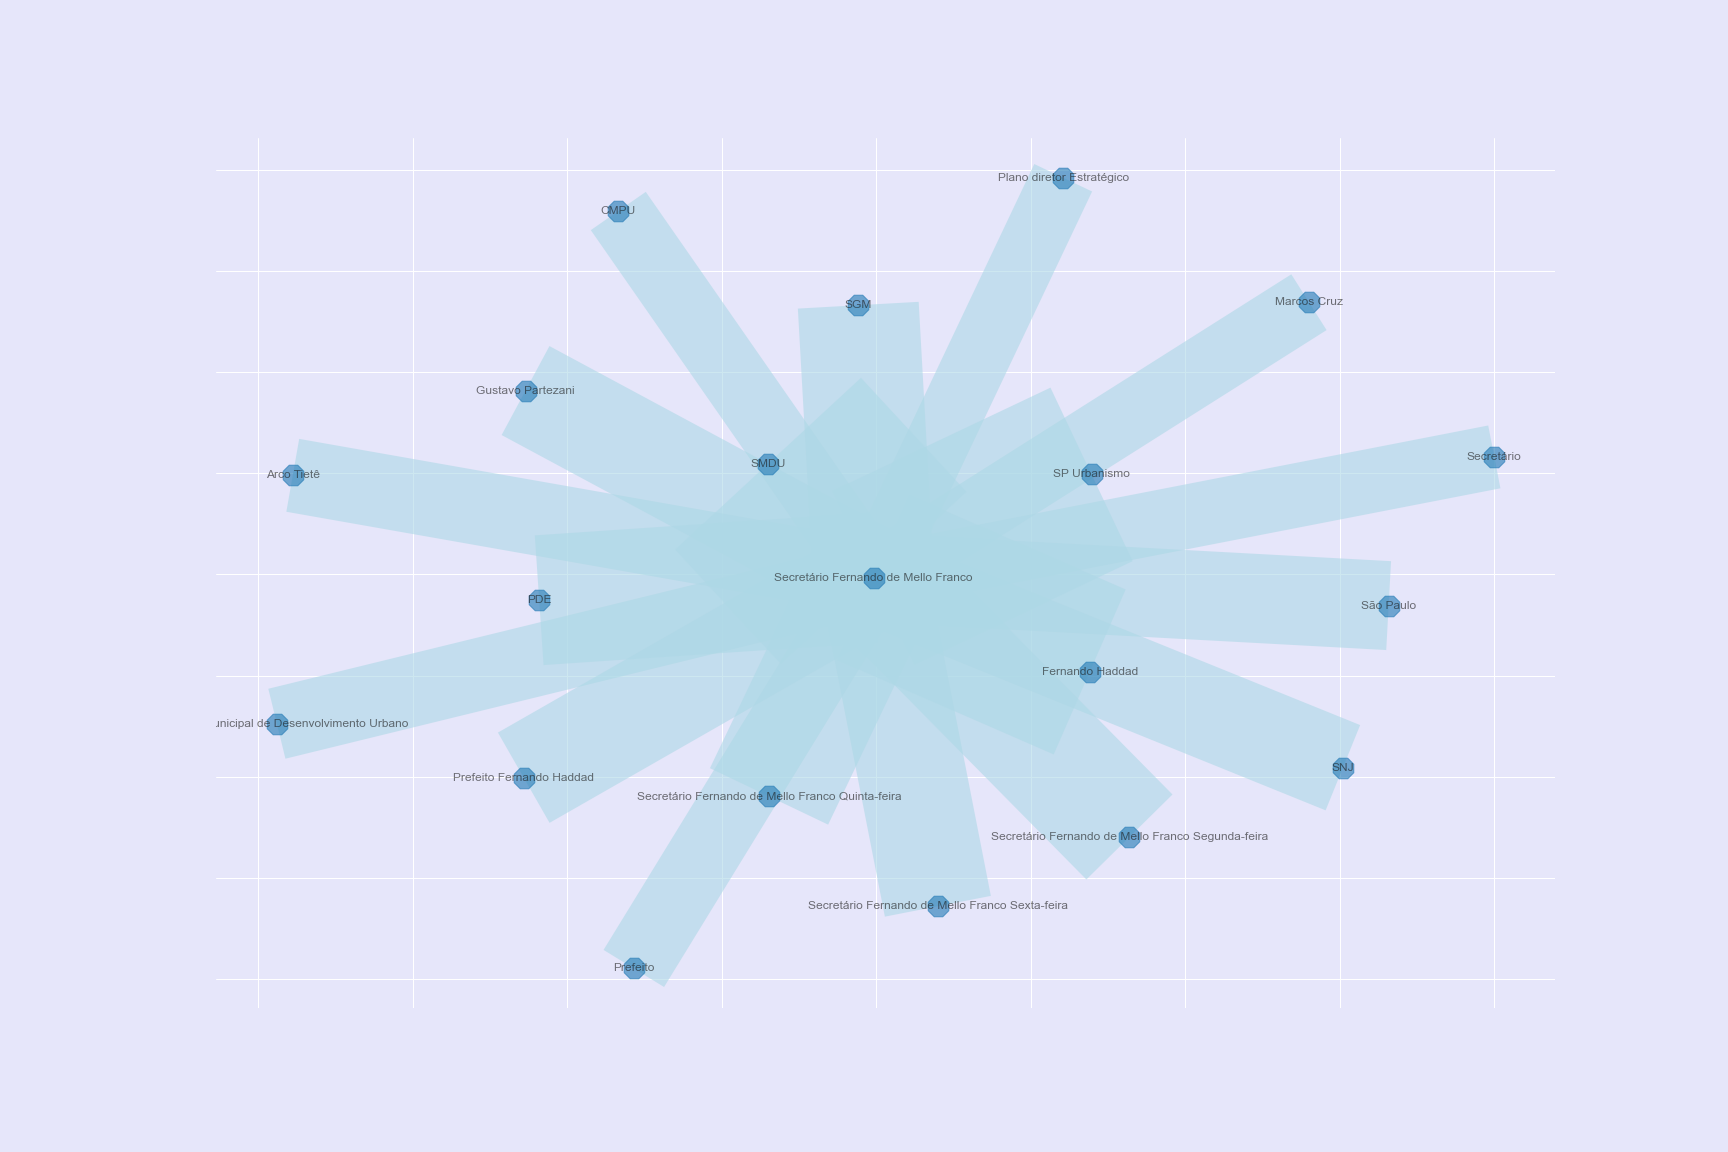 Plano diretor Estratégico
CMPU
Marcos Cruz
SGM
Gustavo Partezani
Secretário
SMDU
SP Urbanismo
Arco Tietê
Secretário Fernando de Mello Franco
PDE
São Paulo
Fernando Haddad
unicipal de Desenvolvimento Urbano
SNJ
Prefeito Fernando Haddad
Secretário Fernando de Mello Franco Quinta-feira
Secretário Fernando de Mello Franco Segunda-feira
Secretário Fernando de Mello Franco Sexta-feira
Prefeito